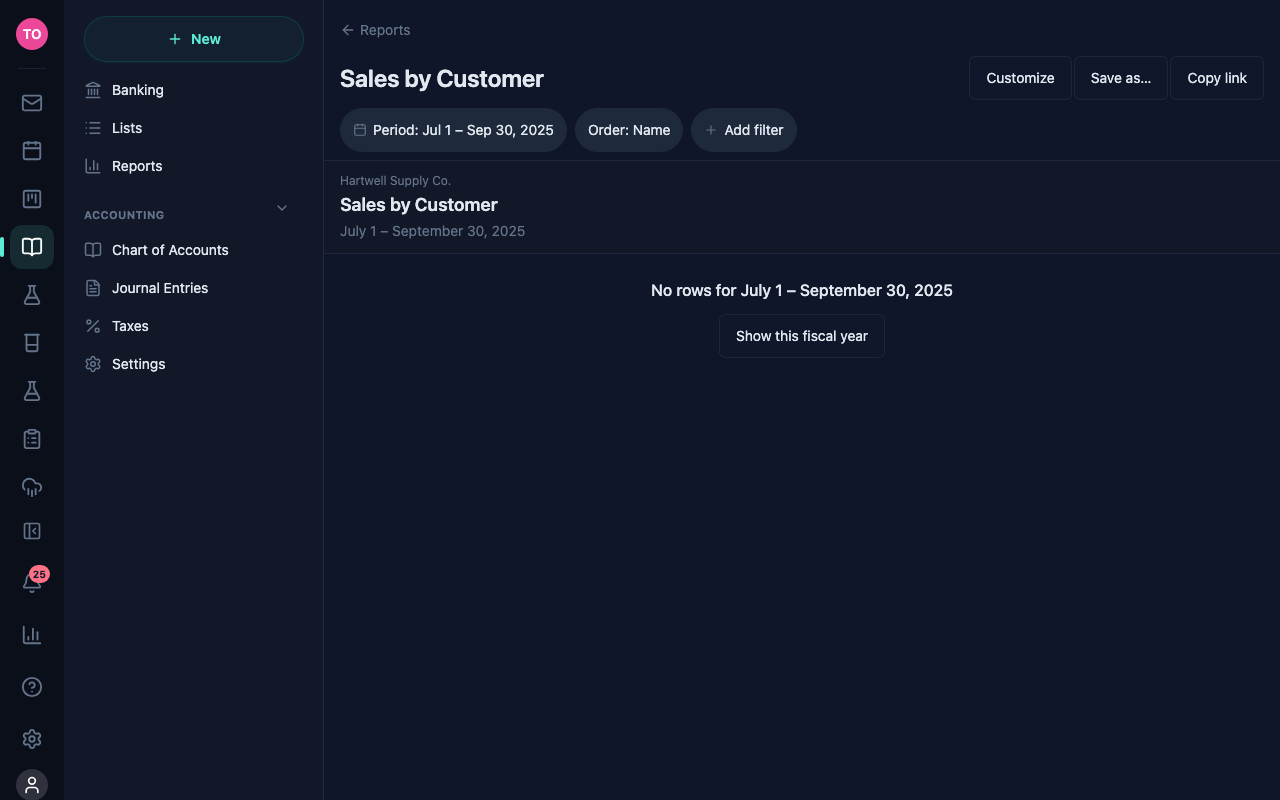 TO
New
Banking
Lists
Reports
ACCOUNTING
Chart of Accounts
Journal Entries
Taxes
Settings
25
Reports
Sales by Customer
Customize
Save as...
Copy link
Period: Jul 1 – Sep 30, 2025
Order: Name
Add filter
Hartwell Supply Co.
Sales by Customer
July 1 – September 30, 2025
No rows for July 1 – September 30, 2025
Show this fiscal year